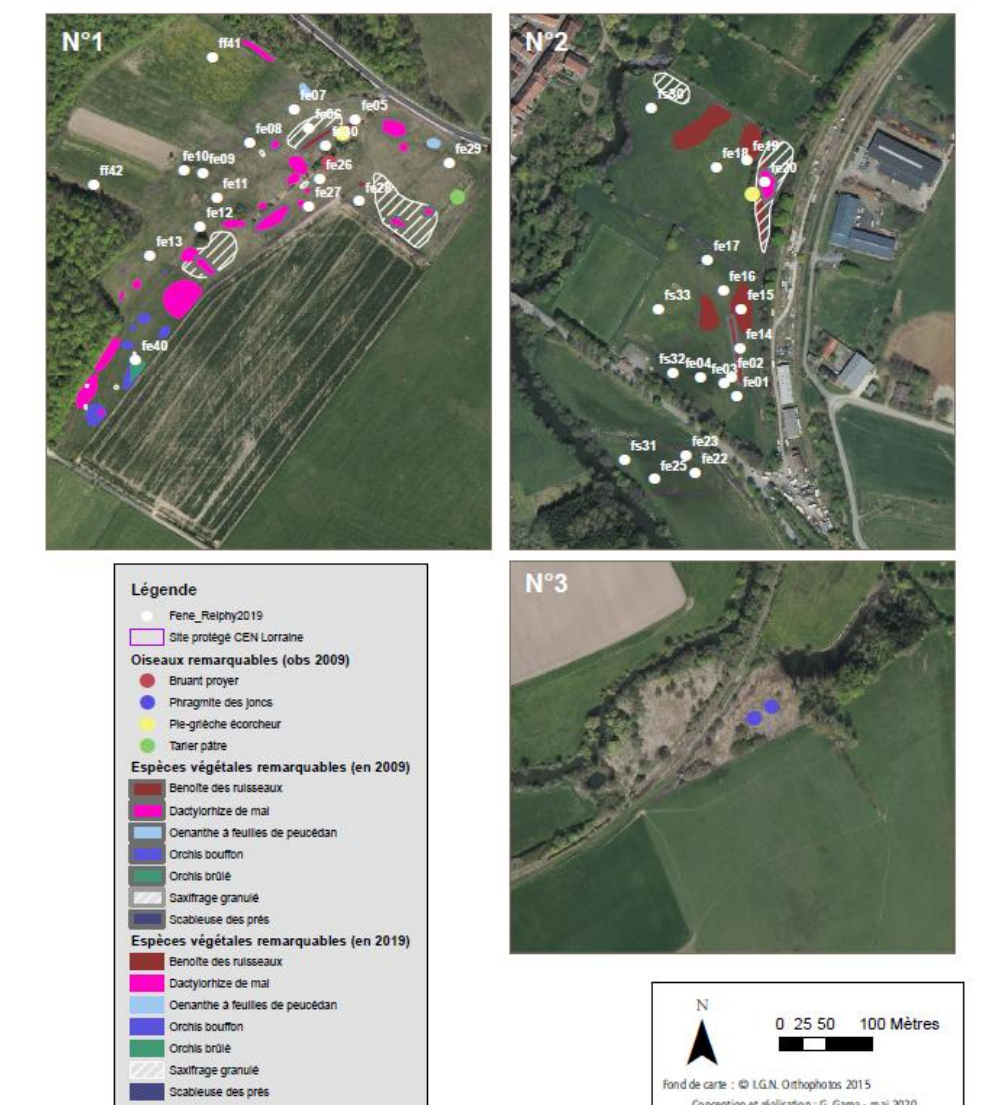 N°1
ff41
fe07
fe05
fe06
fe30
fe08
fe29
fe10 fe09
fe26
ff42
fe11
fe27
fe28
fe12
fe13
fe40
N°2
fs30
fe19
fe18
fe20
fe17
fe16
fs33
fe15
fe14
fs32 fe04 fe03 fe02
fe01
fe23
fs31
fe22
fe25
N°3
Légende
Fene_Relphy2019
Site protégé CEN Lorraine
Oiseaux remarquables (obs 2009)
Bruant proyer
Phragmite des joncs
Pie-grièche écorcheur
Tarier pâtre
Espèces végétales remarquables (en 2009)
Benoîte des ruisseaux
Dactylorhize de mai
Oenanthe à feuilles de peucédan
Orchis bouffon
Orchis brûlé
Saxifrage granulé
Scabieuse des prés
Espèces végétales remarquables (en 2019)
Benoîte des ruisseaux
Dactylorhize de mai
Oenanthe à feuilles de peucédan
Orchis bouffon
Orchis brûlé
Saxifrage granulé
Scabieuse des prés
N
0 25 50 100 Mètres
Fond de carte : © I.G.N. Orthophotos 2015
Conception et réalisation : G. Gama - mai 2020